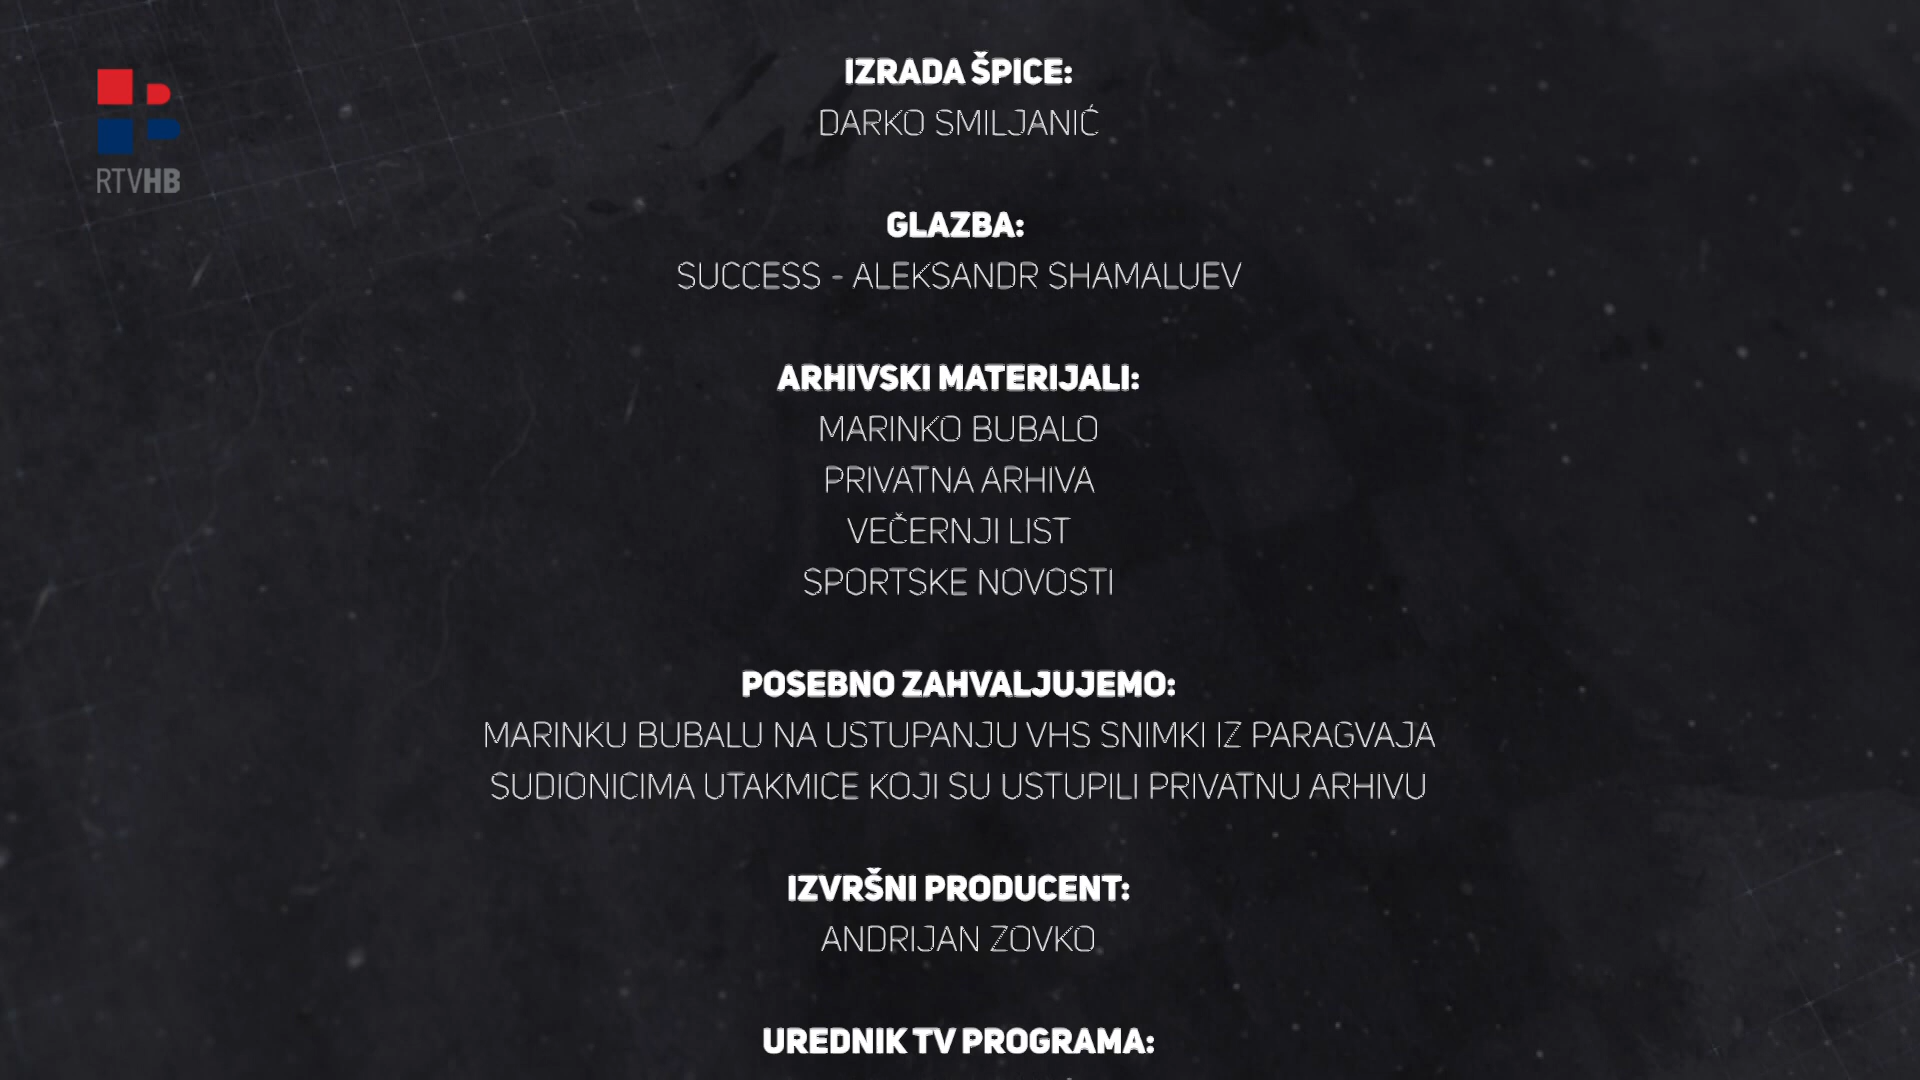 IZRADA ŠPICE:
DARKO SMILJANIĆ
RTVHB
GLAZBA:
SUCCESS - ALEKSANDR SHAMALUEV
ARHIVSKI MATERIJALI:
MARINKO BUBALO
PRIVATNA ARHIVA
VEČERNJI LIST
SPORTSKE NOVOSTI
POSEBNO ZAHVALJUJEMO:
MARINKU BUBALU NA USTUPANJU VHS SNIMKI IZ PARAGVAJA
SUDIONICIMA UTAKMICE KOJI SU USTUPILI PRIVATNU ARHIVU
IZVRŠNI PRODUCENT:
ANDRIJAN ZOVKO
UREDNIK TV PROGRAMA: